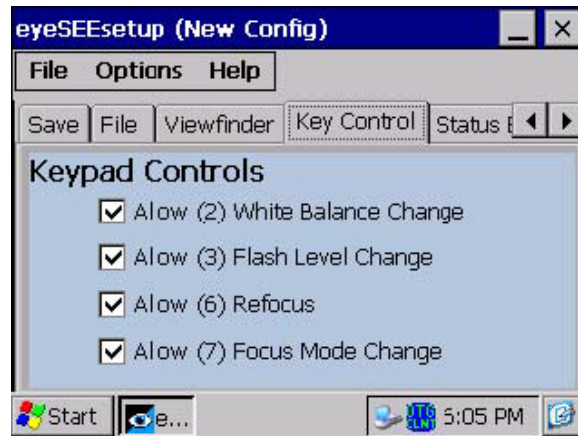 eyeSEEsetup (New Config)
File Options Help
Save File Viewfinder Key Control Status
Keypad Controls
Alow (2) White Balance Change
Alow (3) Flash Level Change
Alow (6) Refocus
Alow (7) Focus Mode Change
Start e... 5:05 PM